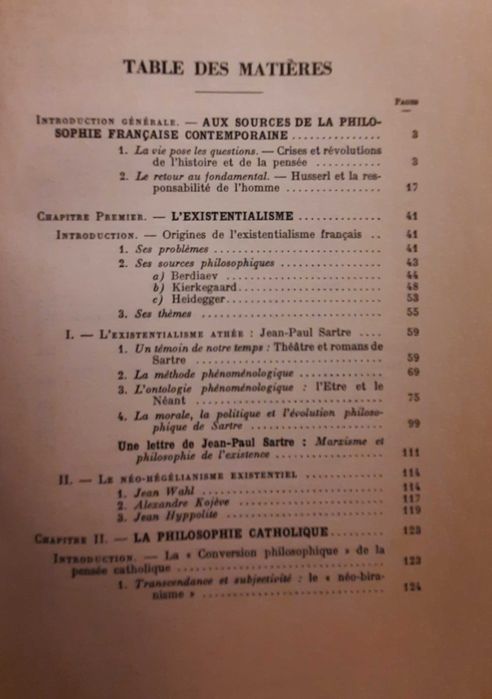 TABLE DES MATIÈRES
Pages
INTRODUCTION GÉNÉRALE. — AUX SOURCES DE LA PHILO-
SOPHIE FRANÇAISE CONTEMPORAINE ............... 3
1. La vie pose les questions. — Crises et révolutions
de l'histoire et de la pensée ........... 3
2. Le retour au fondamental. — Husserl et la res-
ponsabilité de l'homme ................ 17
CHAPITRE PREMIER. — L'EXISTENTIALISME .............. 41
INTRODUCTION. — Origines de l'existentialisme français .. 41
1. Ses problèmes ........................... 41
2. Ses sources philosophiques ................ 43
a) Berdiaev ........................... 44
b) Kierkegaard ........................ 48
c) Heidegger .......................... 53
3. Ses thèmes ............................ 55
I. — L'EXISTENTIALISME ATHÉE : Jean-Paul Sartre .... 59
1. Un témoin de notre temps : Théâtre et romans de
Sartre ............................ 59
2. La méthode phénoménologique ............. 69
3. L'ontologie phénoménologique : l'Etre et le
Néant ............................ 75
4. La morale, la politique et l'évolution philoso-
phique de Sartre ..................... 99
Une lettre de Jean-Paul Sartre : Marxisme et
philosophie de l'existence ................ 111
II. — LE NÉO-HÉGÉLIANISME EXISTENTIEL ............ 114
1. Jean Wahl ............................ 114
2. Alexandre Kojève ....................... 117
3. Jean Hyppolite ......................... 119
CHAPITRE II. — LA PHILOSOPHIE CATHOLIQUE .......... 123
INTRODUCTION. — La « Conversion philosophique » de la
pensée catholique ........................... 123
1. Transcendance et subjectivité : le « néo-bira-
nisme » ............................ 124